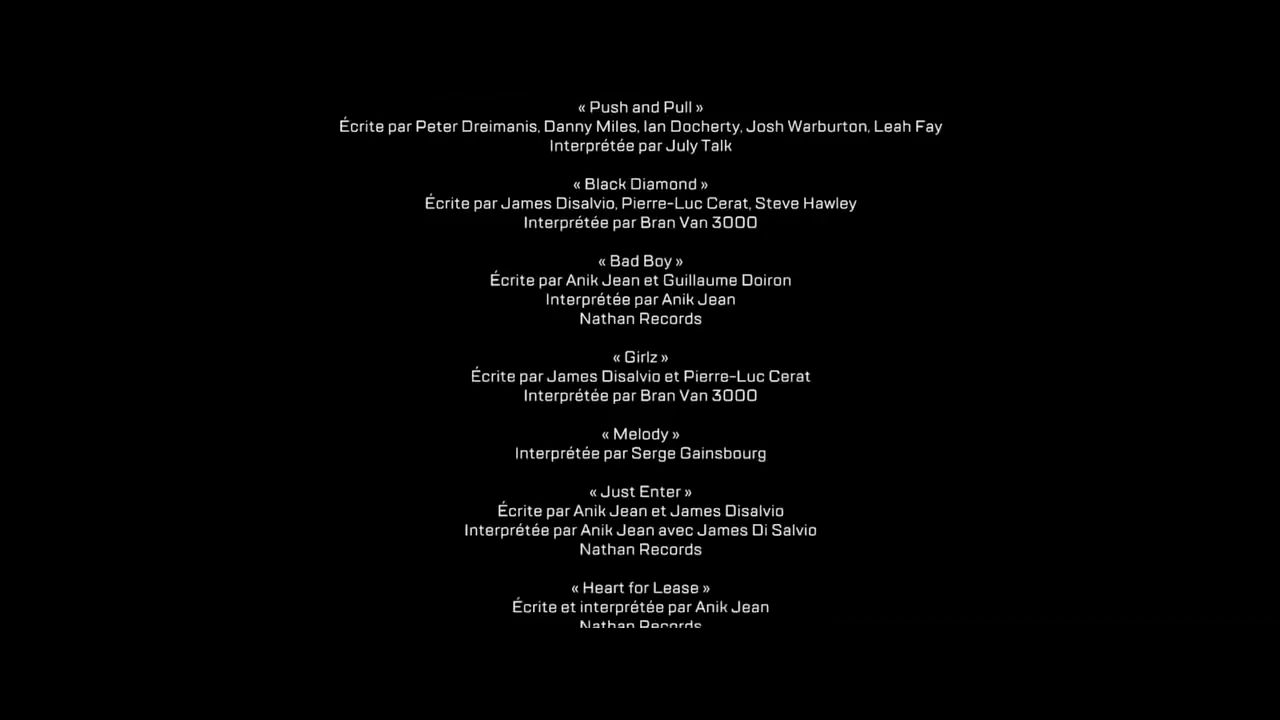 « Push and Pull »
Écrite par Peter Dreimanis, Danny Miles, Ian Docherty, Josh Warburton, Leah Fay
Interprétée par July Talk
« Black Diamond »
Écrite par James Disalvio, Pierre-Luc Cerat, Steve Hawley
Interprétée par Bran Van 3000
« Bad Boy »
Écrite par Anik Jean et Guillaume Doiron
Interprétée par Anik Jean
Nathan Records
« Girlz »
Écrite par James Disalvio et Pierre-Luc Cerat
Interprétée par Bran Van 3000
« Melody »
Interprétée par Serge Gainsbourg
« Just Enter »
Écrite par Anik Jean et James Disalvio
Interprétée par Anik Jean avec James Di Salvio
Nathan Records
« Heart for Lease »
Écrite et interprétée par Anik Jean
Nathan Records